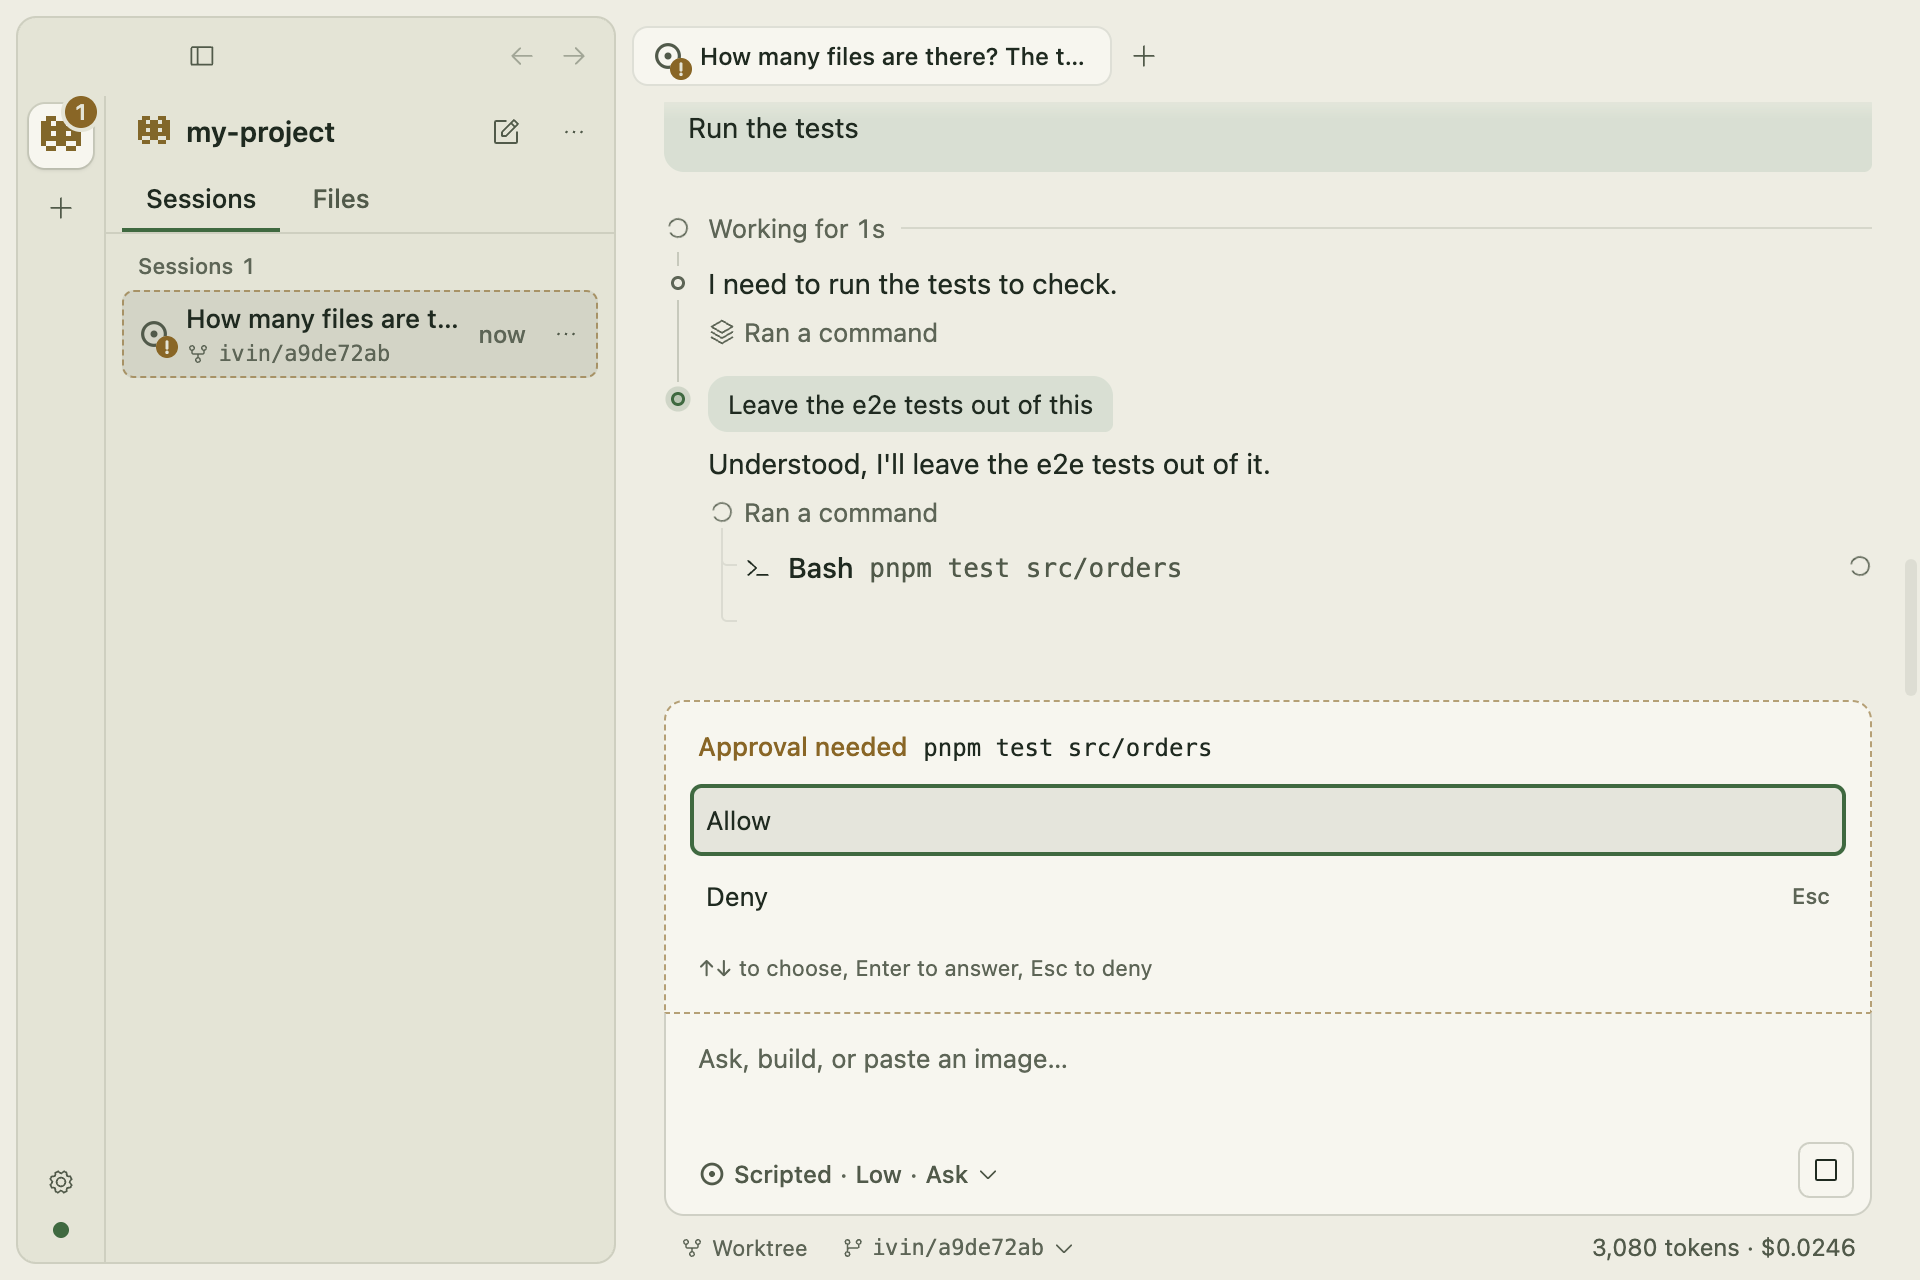 How many files are there? The t...
1
my-project
Sessions
Files
Sessions 1
How many files are t...
now
ivin/a9de72ab
Run the tests
Working for 1s
I need to run the tests to check.
Ran a command
Leave the e2e tests out of this
Understood, I'll leave the e2e tests out of it.
Ran a command
Bash pnpm test src/orders
Approval needed pnpm test src/orders
Allow
Deny
Esc
↑↓ to choose, Enter to answer, Esc to deny
Ask, build, or paste an image...
Scripted · Low · Ask
Worktree
ivin/a9de72ab
3,080 tokens · $0.0246